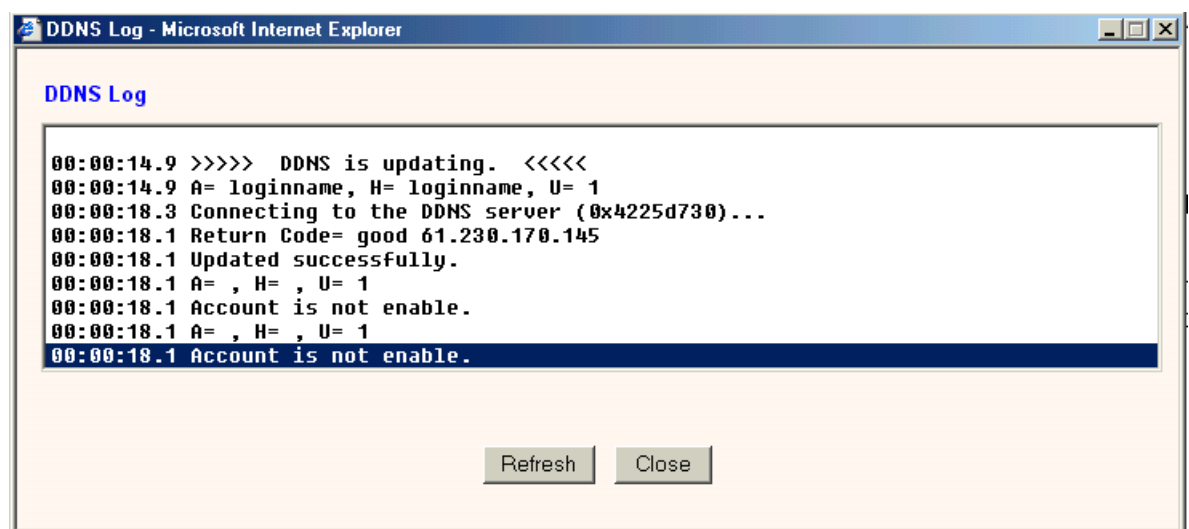 DDNS Log - Microsoft Internet Explorer
DDNS Log
00:00:14.9 >>>>>  DDNS is updating.  <<<<<
00:00:14.9 A= loginname, H= loginname, U= 1
00:00:18.3 Connecting to the DDNS server (0x4225d730)...
00:00:18.1 Return Code= good 61.230.170.145
00:00:18.1 Updated successfully.
00:00:18.1 A= , H= , U= 1
00:00:18.1 Account is not enable.
00:00:18.1 A= , H= , U= 1
00:00:18.1 Account is not enable.
Refresh Close